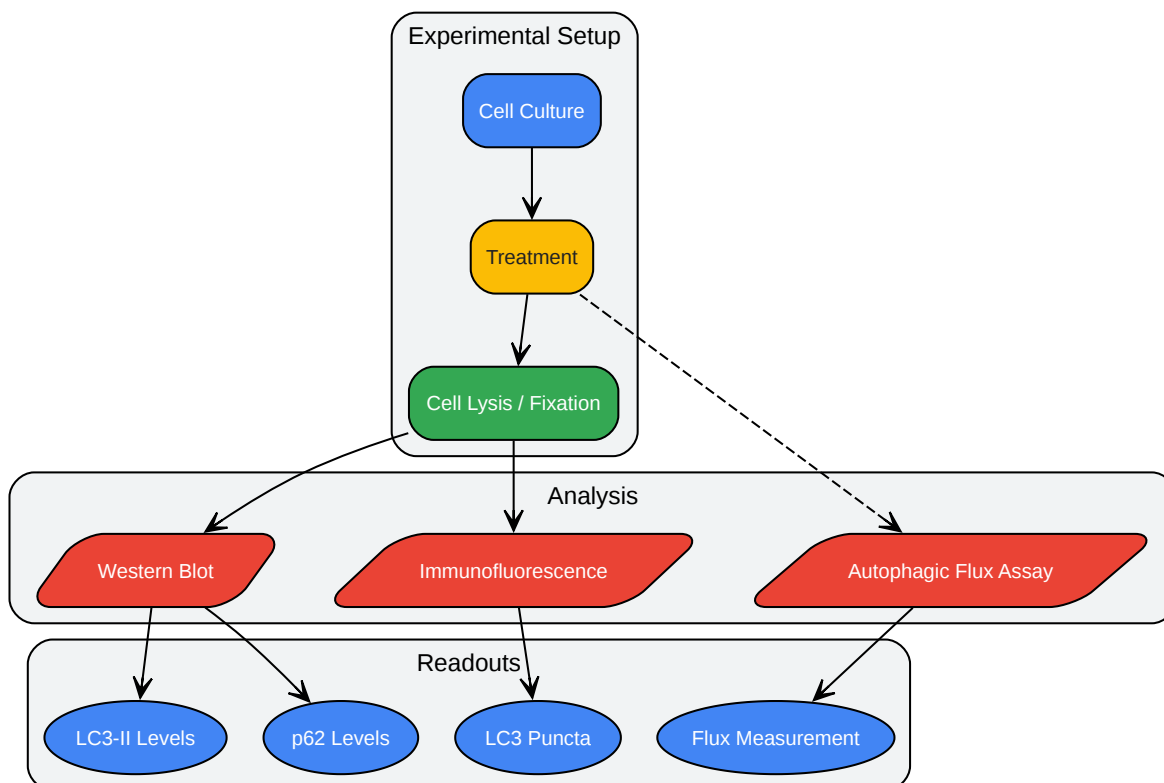 Experimental Setup
Cell Culture
Treatment
Cell Lysis / Fixation
Analysis
Western Blot
Immunofluorescence
Autophagic Flux Assay
Readouts
LC3-II Levels
p62 Levels
LC3 Puncta
Flux Measurement